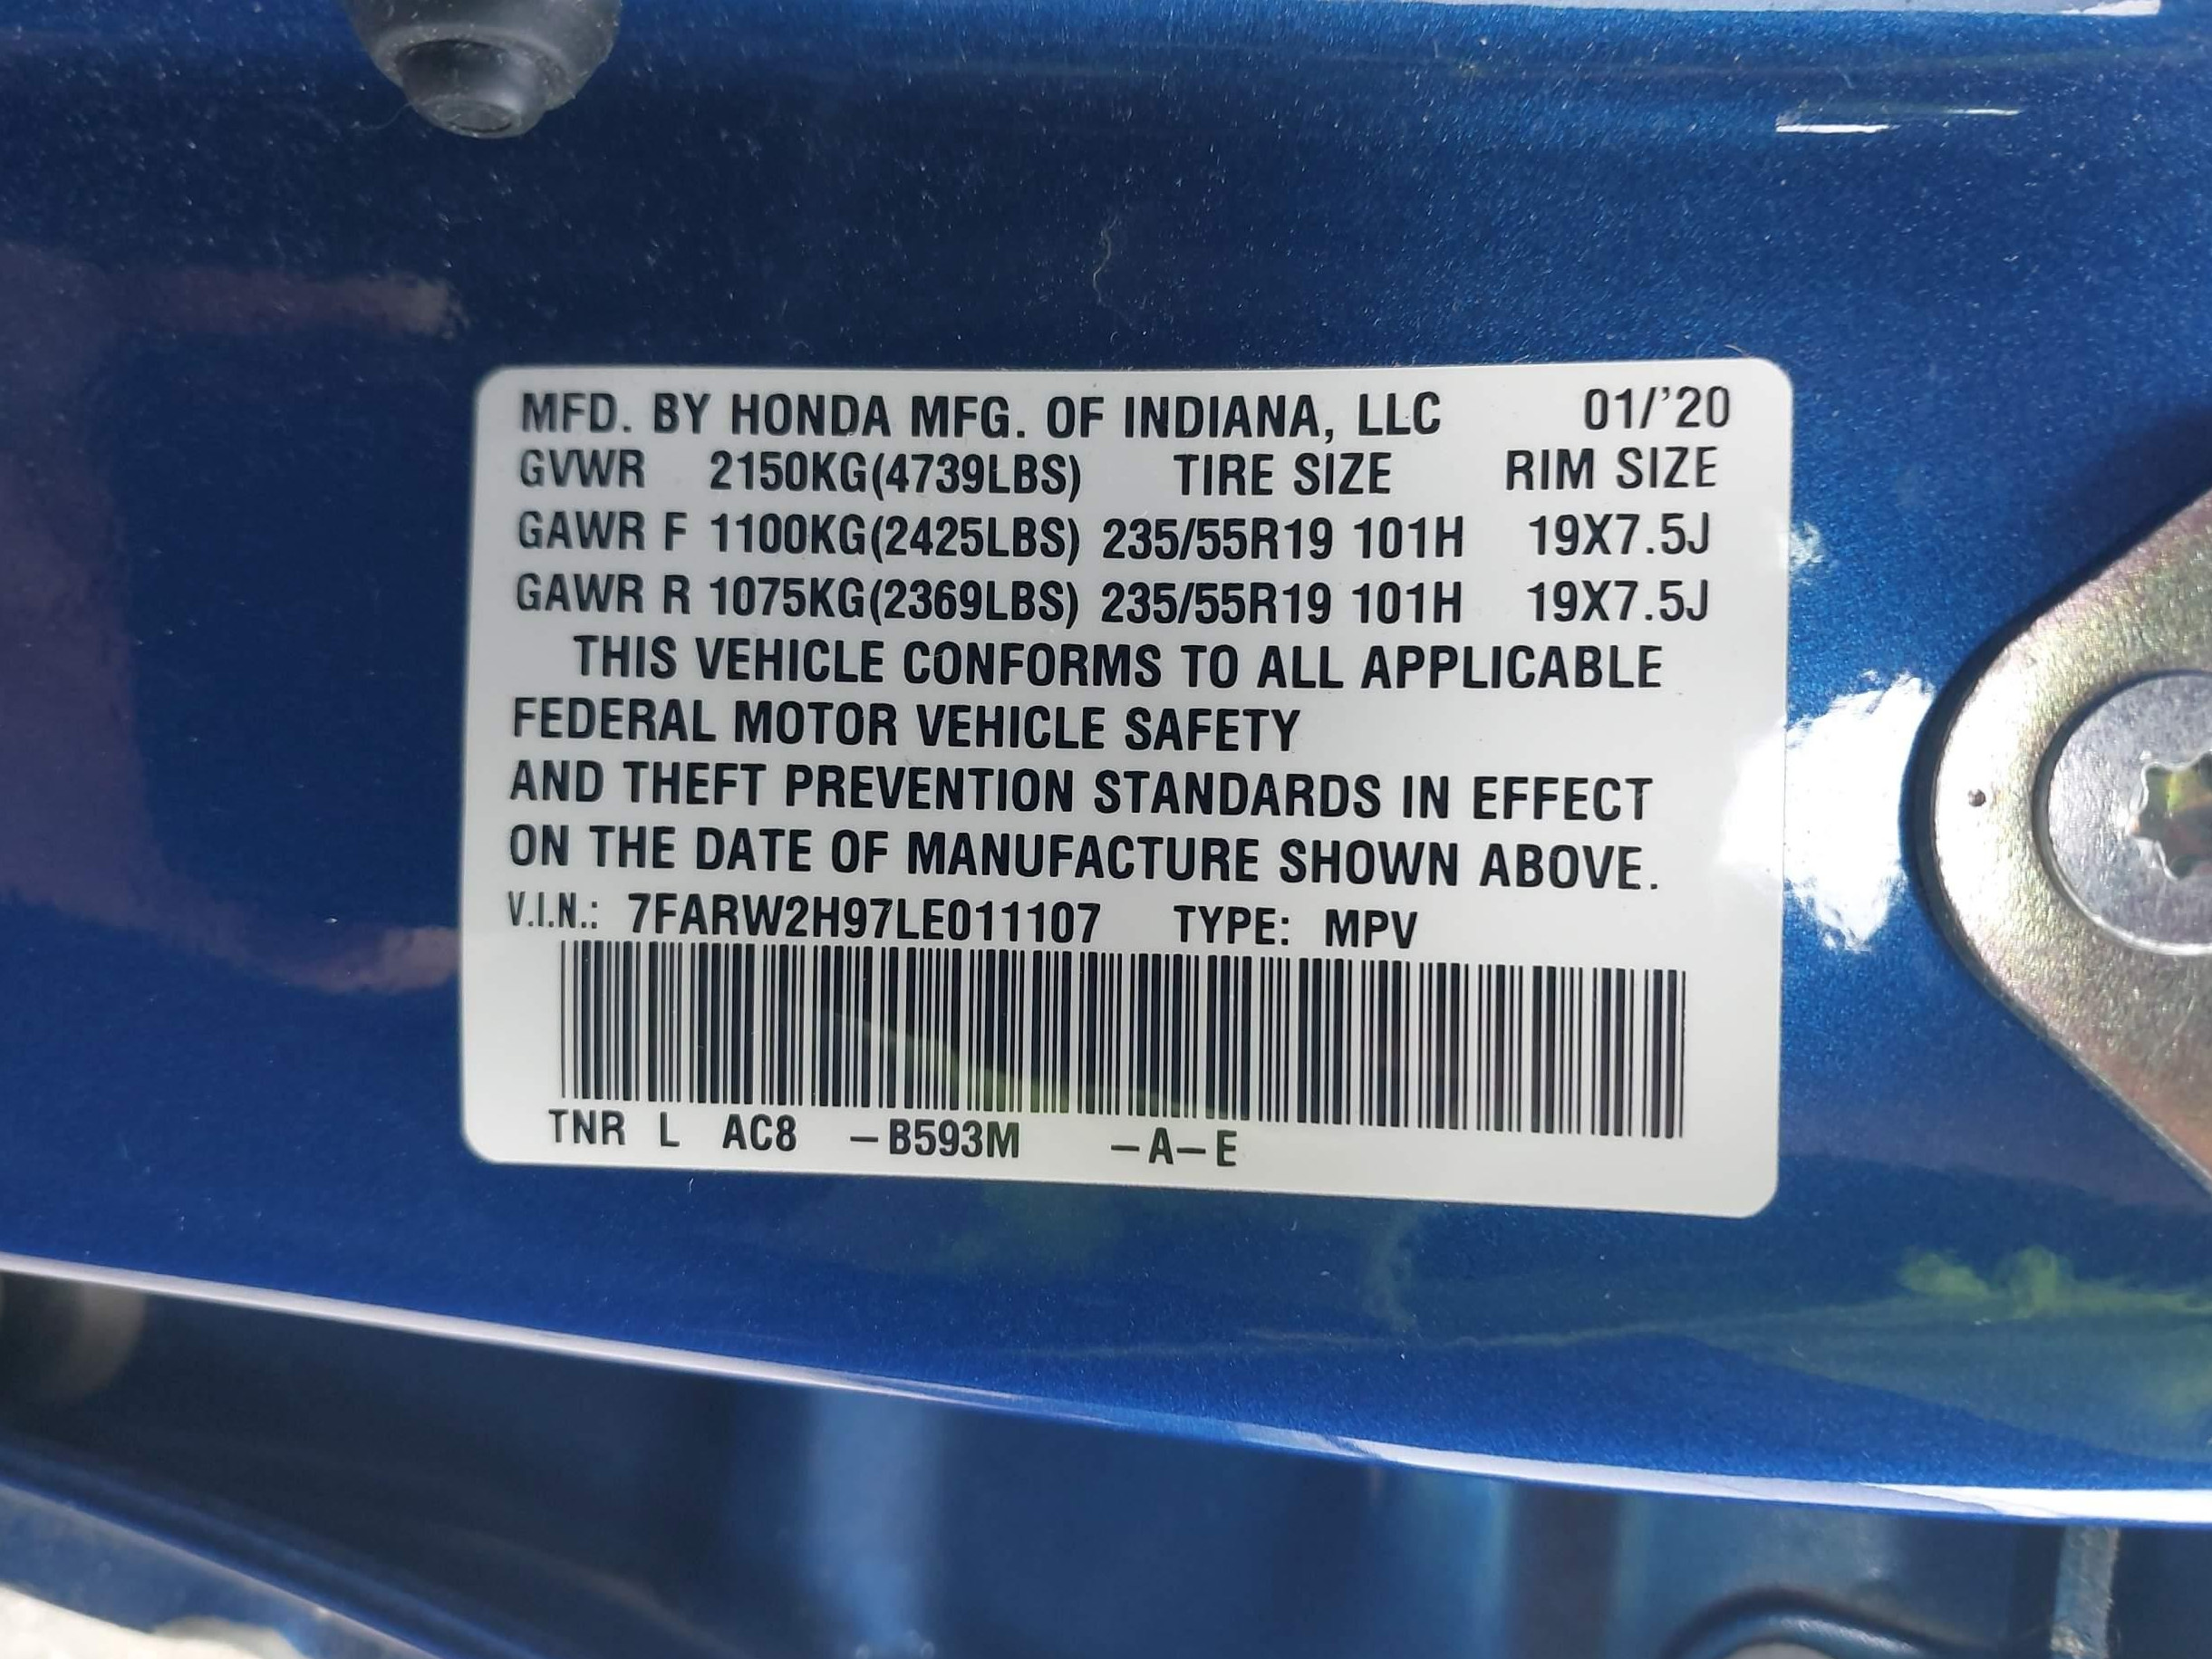 MFD. BY HONDA MFG. OF INDIANA, LLC 01/'20
GVWR 2150KG(4739LBS) TIRE SIZE RIM SIZE
GAWR F 1100KG(2425LBS) 235/55R19 101H 19X7.5J
GAWR R 1075KG(2369LBS) 235/55R19 101H 19X7.5J
THIS VEHICLE CONFORMS TO ALL APPLICABLE
FEDERAL MOTOR VEHICLE SAFETY
AND THEFT PREVENTION STANDARDS IN EFFECT
ON THE DATE OF MANUFACTURE SHOWN ABOVE.
V.I.N.: 7FARW2H97LE011107 TYPE: MPV
TNR L AC8 –B593M –A–E